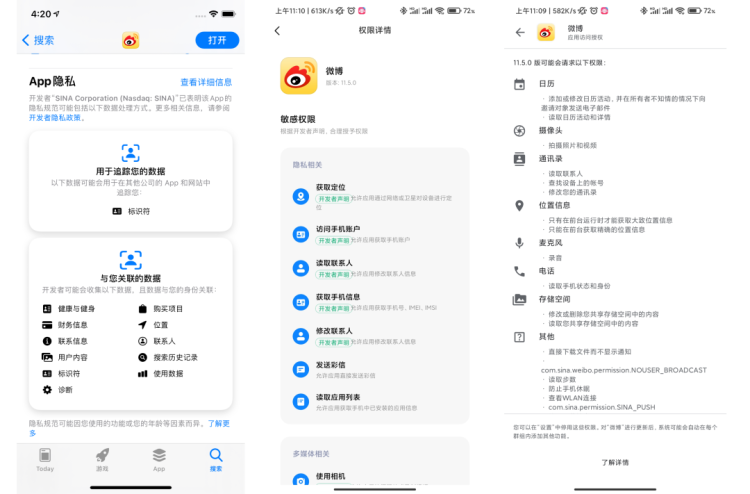 4:20
搜索
打开
App隐私
查看详细信息
开发者“SINA Corporation (Nasdaq: SINA)”已表明该 App 的
隐私规范可能包括以下数据处理方式。更多相关信息，请参阅
开发者隐私政策。
用于追踪您的数据
以下数据可能会用于在其他公司的 App 和网站中
追踪您：
标识符
与您关联的数据
开发者可能会收集以下数据，且数据与您的身份关联：
健康与健身
购买项目
财务信息
位置
联系信息
联系人
用户内容
搜索历史记录
标识符
使用数据
诊断
隐私规范可能因您使用的功能或您的年龄等因素而异。了解更
多
Today
游戏
App
搜索
上午11:10 | 613K/s
72%
权限详情
微博
版本: 11.5.0
敏感权限
根据开发者声明，合理授予权限
隐私相关
获取定位
开发者声明 允许应用通过网络或卫星对设备进行定
位
访问手机账户
开发者声明 允许应用获取手机账户
读取联系人
开发者声明 允许应用修改联系人信息
获取手机信息
开发者声明 允许应用获取手机号、IMEI、IMSI
修改联系人
开发者声明 允许应用修改联系人信息
发送彩信
允许应用直接发送彩信
读取应用列表
允许应用获取手机中已安装的应用信息
多媒体相关
使用相机
上午11:09 | 582K/s
72%
微博
应用访问授权
11.5.0 版可能会请求以下权限：
日历
· 添加或修改日历活动，并在所有者不知情的情况下向
邀请对象发送电子邮件
· 读取日历活动和详情
摄像头
· 拍摄照片和视频
通讯录
· 读取联系人
· 查找设备上的帐号
· 修改您的通讯录
位置信息
· 只有在前台运行时才能获取大致位置信息
· 只能在前台获取精确的位置信息
麦克风
· 录音
电话
· 读取手机状态和身份
存储空间
· 修改或删除您共享存储空间中的内容
· 读取您共享存储空间中的内容
其他
· 直接下载文件而不显示通知
·
com.sina.weibo.permission.NOUSER_BROADCAST
· 读取步数
· 防止手机休眠
· 查看WLAN连接
· com.sina.permission.SINA_PUSH
您可以在“设置”中停用这些权限。对“微博”进行更新后，系统可能会自动在每个
群组内添加其他功能。
了解详情